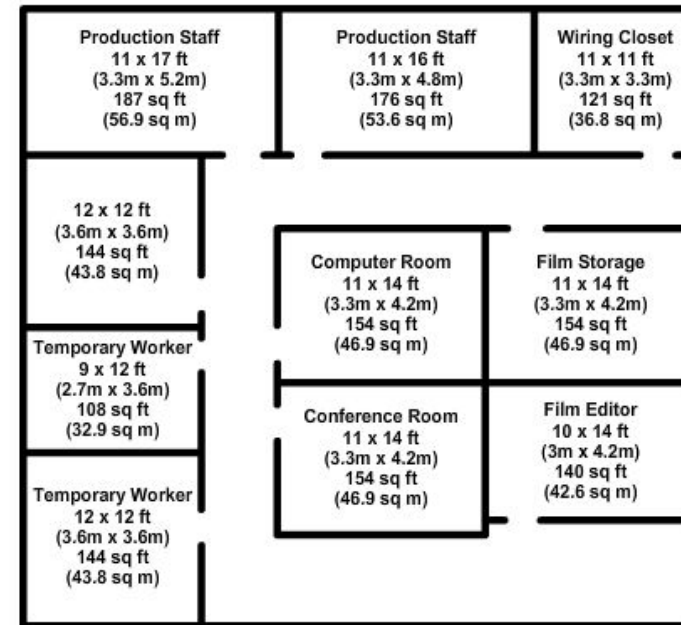 Production Staff
11 x 17 ft
(3.3m x 5.2m)
187 sq ft
(56.9 sq m)
Production Staff
11 x 16 ft
(3.3m x 4.8m)
176 sq ft
(53.6 sq m)
Wiring Closet
11 x 11 ft
(3.3m x 3.3m)
121 sq ft
(36.8 sq m)
12 x 12 ft
(3.6m x 3.6m)
144 sq ft
(43.8 sq m)
Computer Room
11 x 14 ft
(3.3m x 4.2m)
154 sq ft
(46.9 sq m)
Film Storage
11 x 14 ft
(3.3m x 4.2m)
154 sq ft
(46.9 sq m)
Temporary Worker
9 x 12 ft
(2.7m x 3.6m)
108 sq ft
(32.9 sq m)
Conference Room
11 x 14 ft
(3.3m x 4.2m)
154 sq ft
(46.9 sq m)
Film Editor
10 x 14 ft
(3m x 4.2m)
140 sq ft
(42.6 sq m)
Temporary Worker
12 x 12 ft
(3.6m x 3.6m)
144 sq ft
(43.8 sq m)